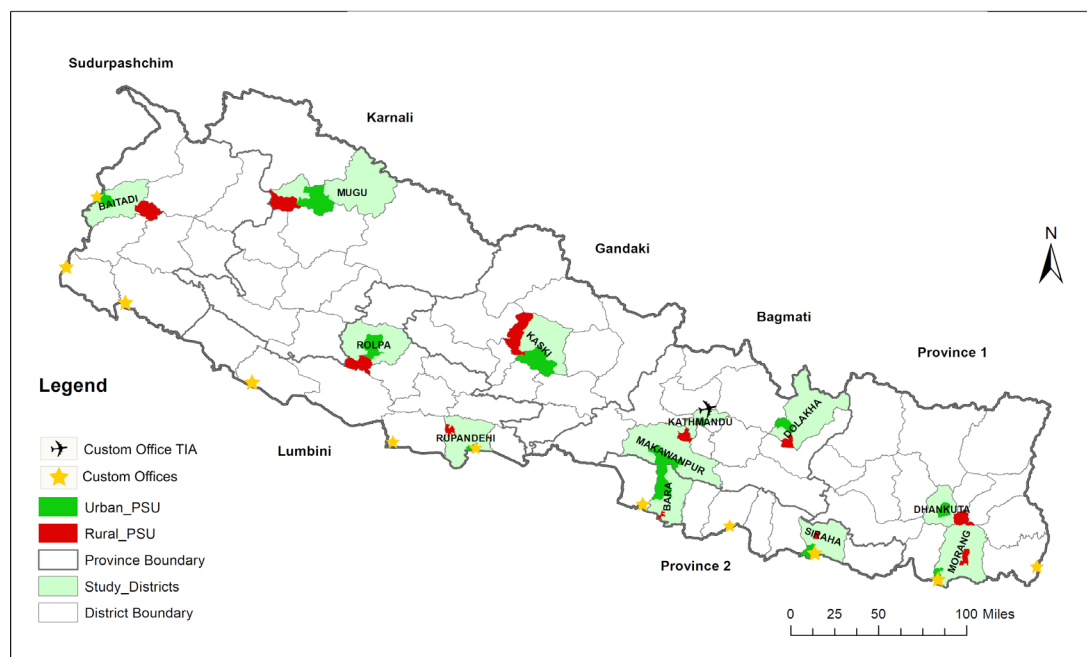 Sudurpashchim
Karnali
MUGU
BAITADI
Gandaki
N
Bagmati
ROLPA
KASKI
Province 1
Legend
KATHMANDU
DOLAKHA
Custom Office TIA
RUPANDEHI
Lumbini
MAKAWANPUR
Custom Offices
BARA
Urban_PSU
DHANKUTA
Rural_PSU
SIRAHA
MORANG
Province Boundary
Province 2
Study_Districts
District Boundary
0 25 50 100 Miles